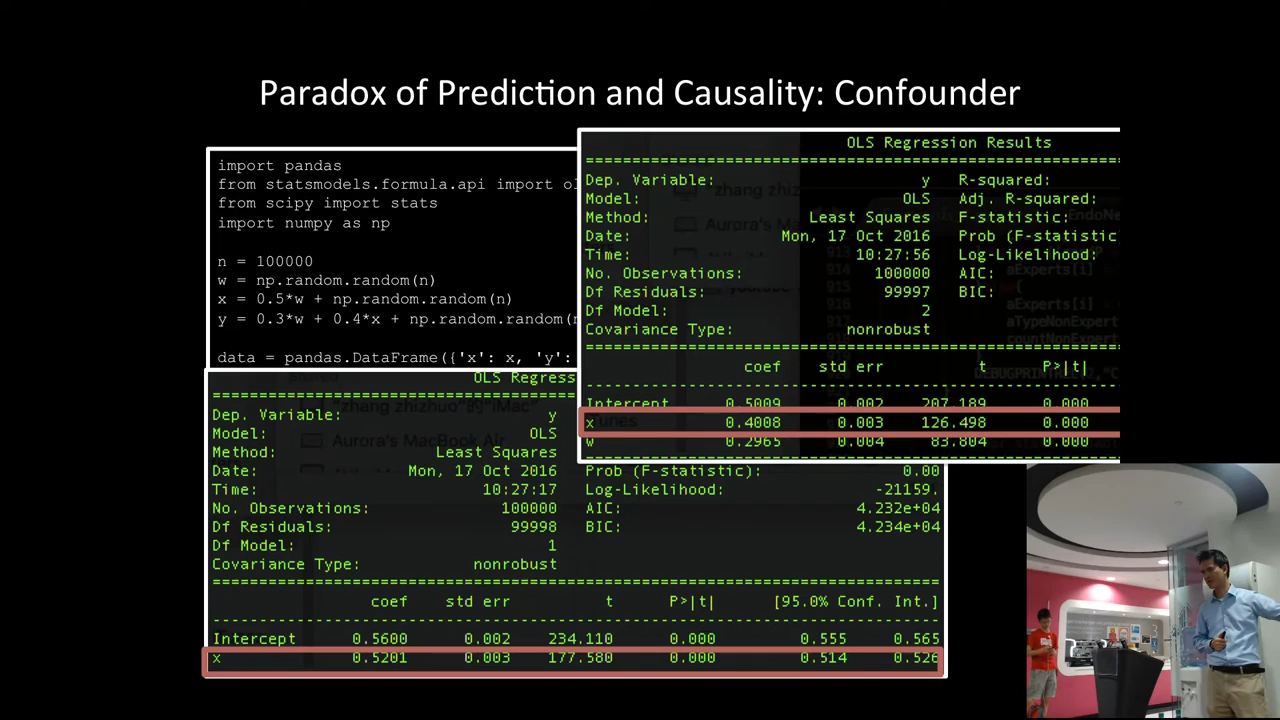 Paradox of Prediction and Causality: Confounder
import pandas
from statsmodels.formula.api import ol
from scipy import stats
import numpy as np
n = 100000
w = np.random.random(n)
x = 0.5*w + np.random.random(n)
y = 0.3*w + 0.4*x + np.random.random(n
data = pandas.DataFrame({'x': x, 'y':
OLS Regression Results
Dep. Variable: y R-squared:
Model: OLS Adj. R-squared:
Method: Least Squares F-statistic:
Date: Mon, 17 Oct 2016 Prob (F-statistic
Time: 10:27:56 Log-Likelihood:
No. Observations: 100000 AIC:
Df Residuals: 99997 BIC:
Df Model: 2
Covariance Type: nonrobust
coef std err t P>|t|
Intercept 0.5009 0.002 207.189 0.000
x 0.4008 0.003 126.498 0.000
w 0.2965 0.004 83.804 0.000
OLS Regress
Dep. Variable: y
Model: OLS
Method: Least Squares
Date: Mon, 17 Oct 2016 Prob (F-statistic): 0.00
Time: 10:27:17 Log-Likelihood: -21159.
No. Observations: 100000 AIC: 4.232e+04
Df Residuals: 99998 BIC: 4.234e+04
Df Model: 1
Covariance Type: nonrobust
coef std err t P>|t| [95.0% Conf. Int.]
Intercept 0.5600 0.002 234.110 0.000 0.555 0.565
x 0.5201 0.003 177.580 0.000 0.514 0.526